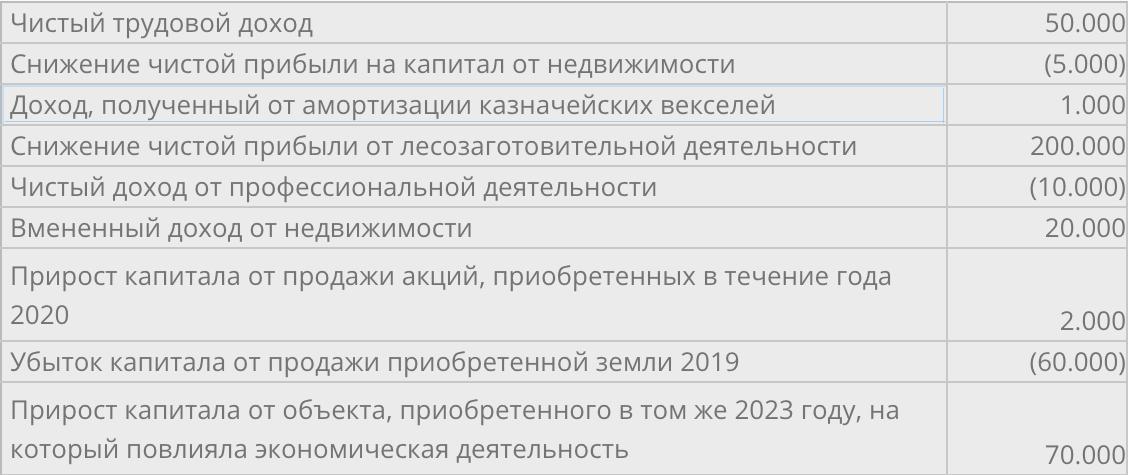 Чистый трудовой доход 50.000
Снижение чистой прибыли на капитал от недвижимости (5.000)
Доход, полученный от амортизации казначейских векселей 1.000
Снижение чистой прибыли от лесозаготовительной деятельности 200.000
Чистый доход от профессиональной деятельности (10.000)
Вмененный доход от недвижимости 20.000
Прирост капитала от продажи акций, приобретенных в течение года
2020 2.000
Убыток капитала от продажи приобретенной земли 2019 (60.000)
Прирост капитала от объекта, приобретенного в том же 2023 году, на
который повлияла экономическая деятельность 70.000